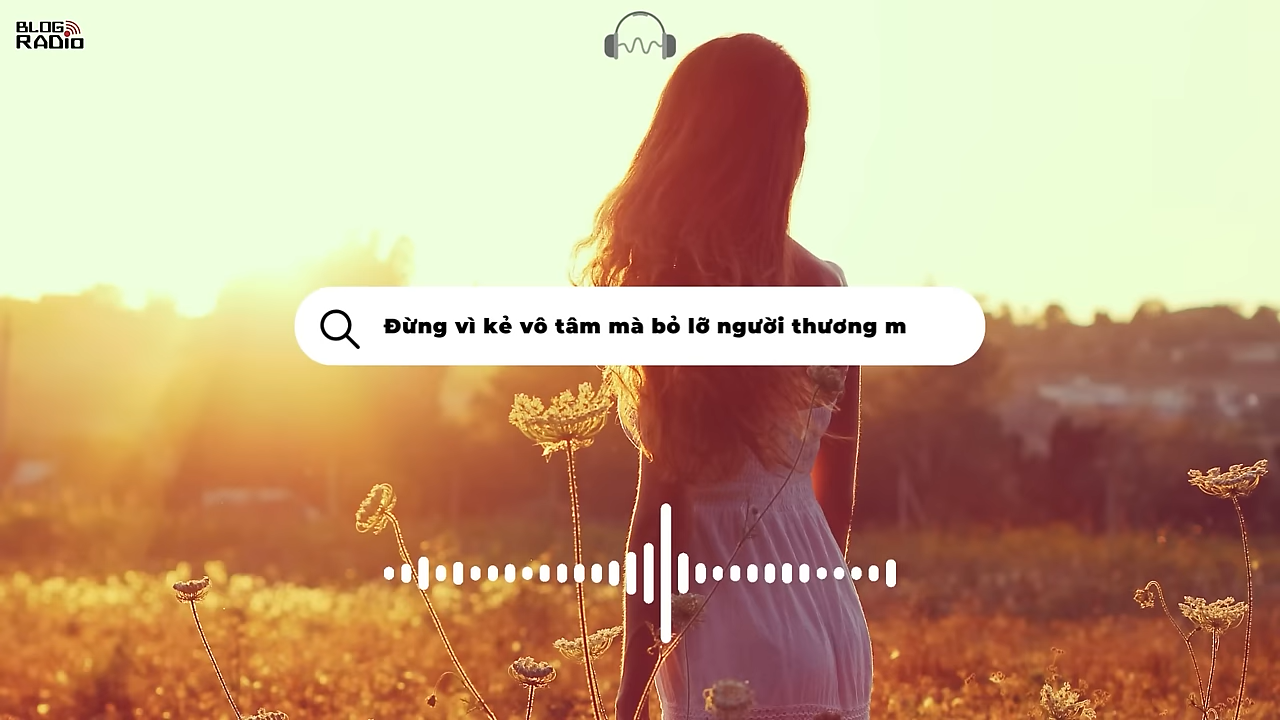 BLOG
RADIO
Đừng vì kẻ vô tâm mà bỏ lỡ người thương m